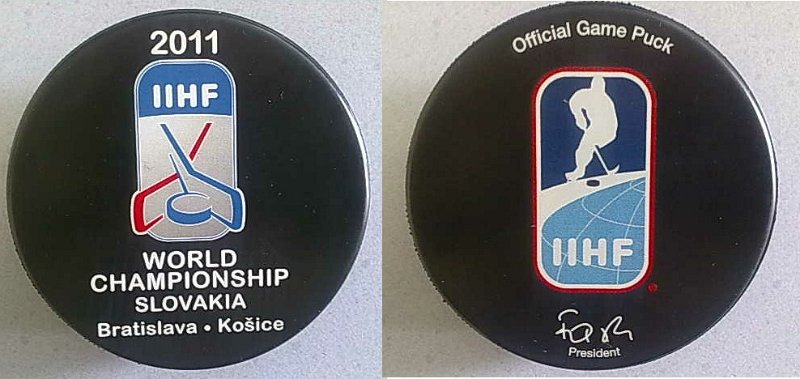 2011
IIHF
WORLD
CHAMPIONSHIP
SLOVAKIA
Bratislava • Košice
Official Game Puck
IIHF
President